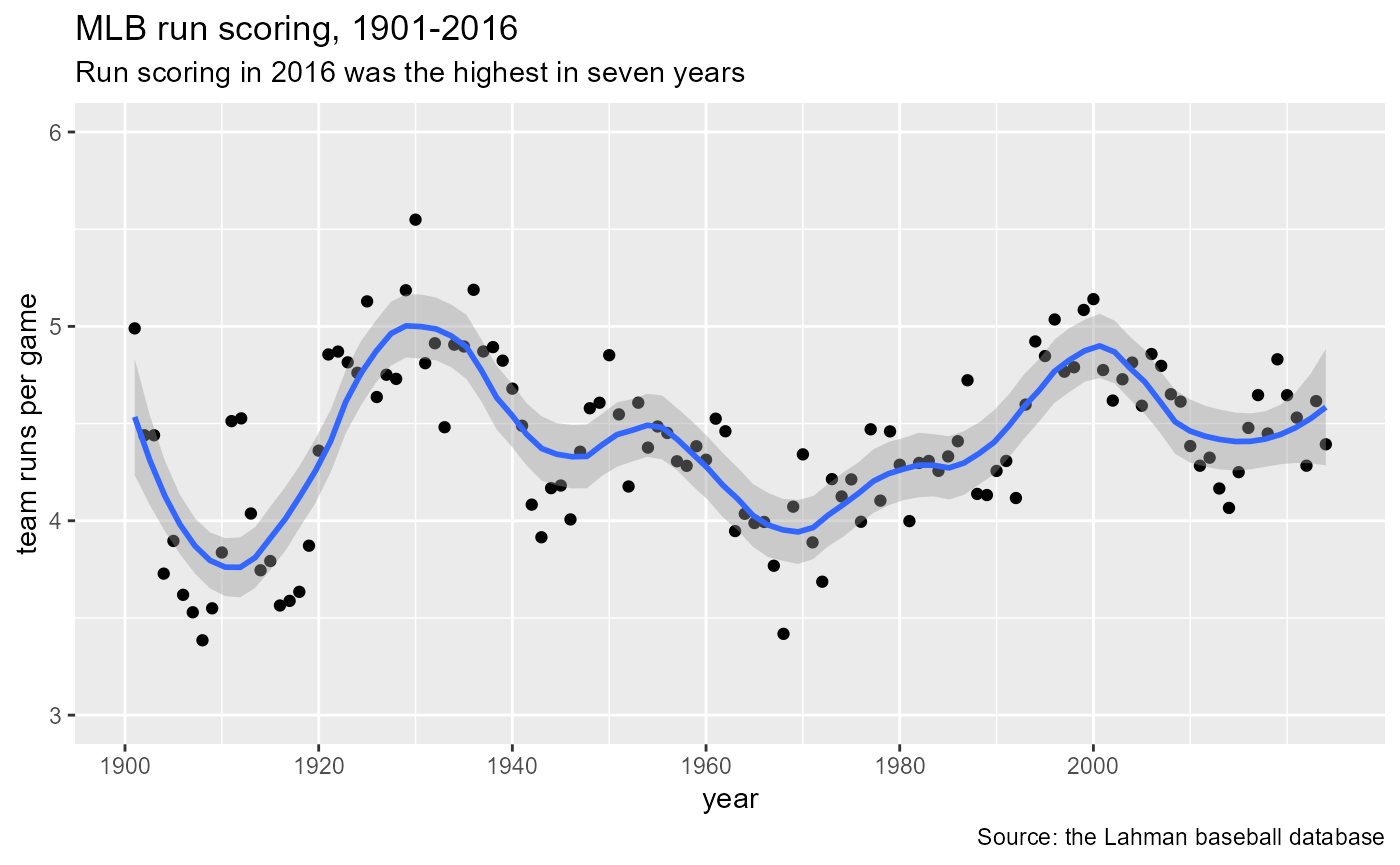 MLB run scoring, 1901-2016
Run scoring in 2016 was the highest in seven years
6
5
4
3
team runs per game
1900 1920 1940 1960 1980 2000
year
Source: the Lahman baseball database